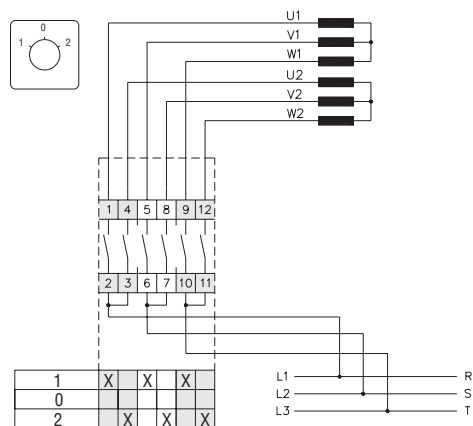 0
1 2
U1
V1
W1
U2
V2
W2
1 4 5 8 9 12
2 3 6 7 10 11
1 X X X
0
2 X X X
L1 R
L2 S
L3 T